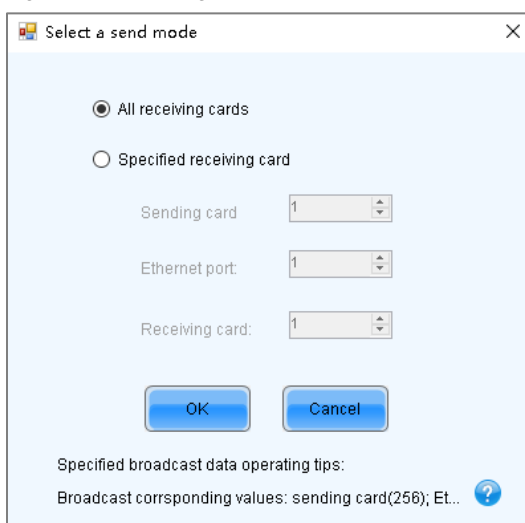 Select a send mode
All receiving cards
Specified receiving card
Sending card 1
Ethernet port: 1
Receiving card: 1
OK Cancel
Specified broadcast data operating tips:
Broadcast corrsponding values: sending card(256); Et...